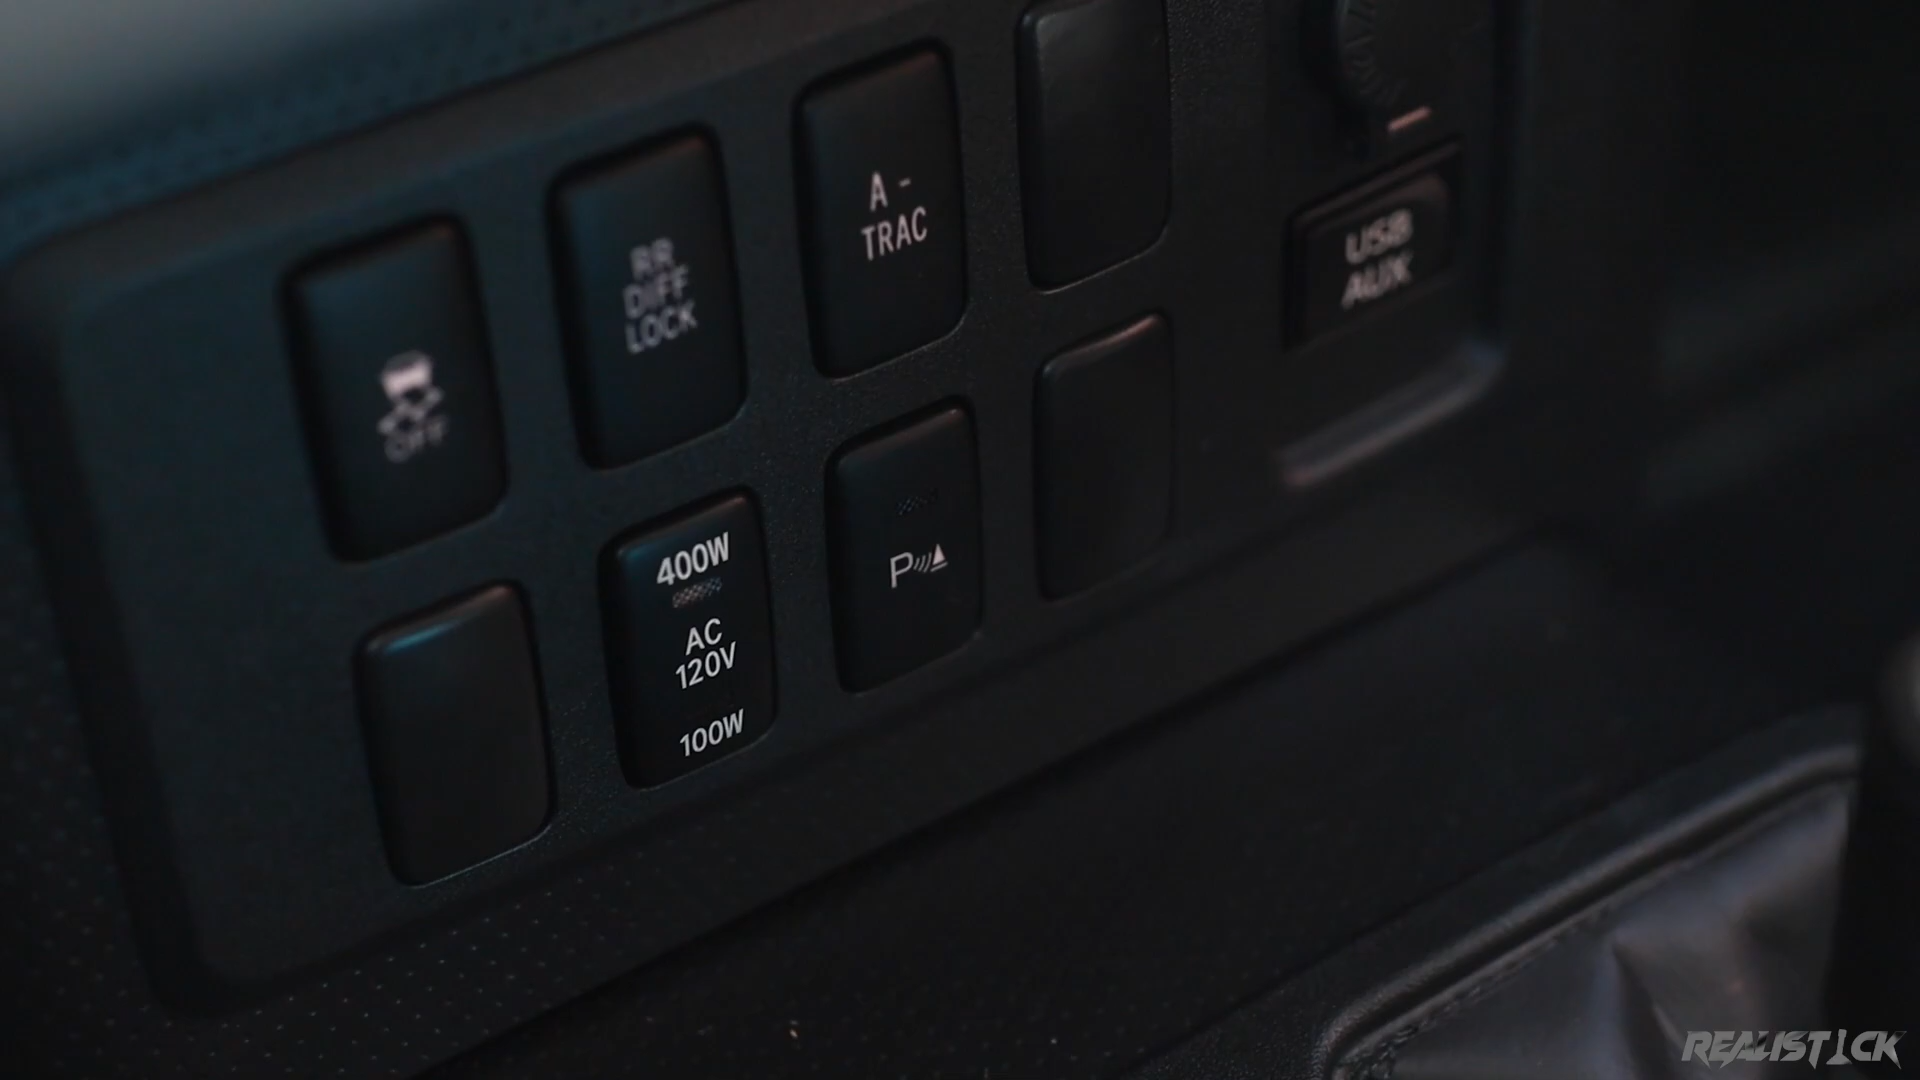 A -
TRAC
RR
DIFF
LOCK
USB
AUX
OFF
400W
AC
120V
100W
P
REALISTICK